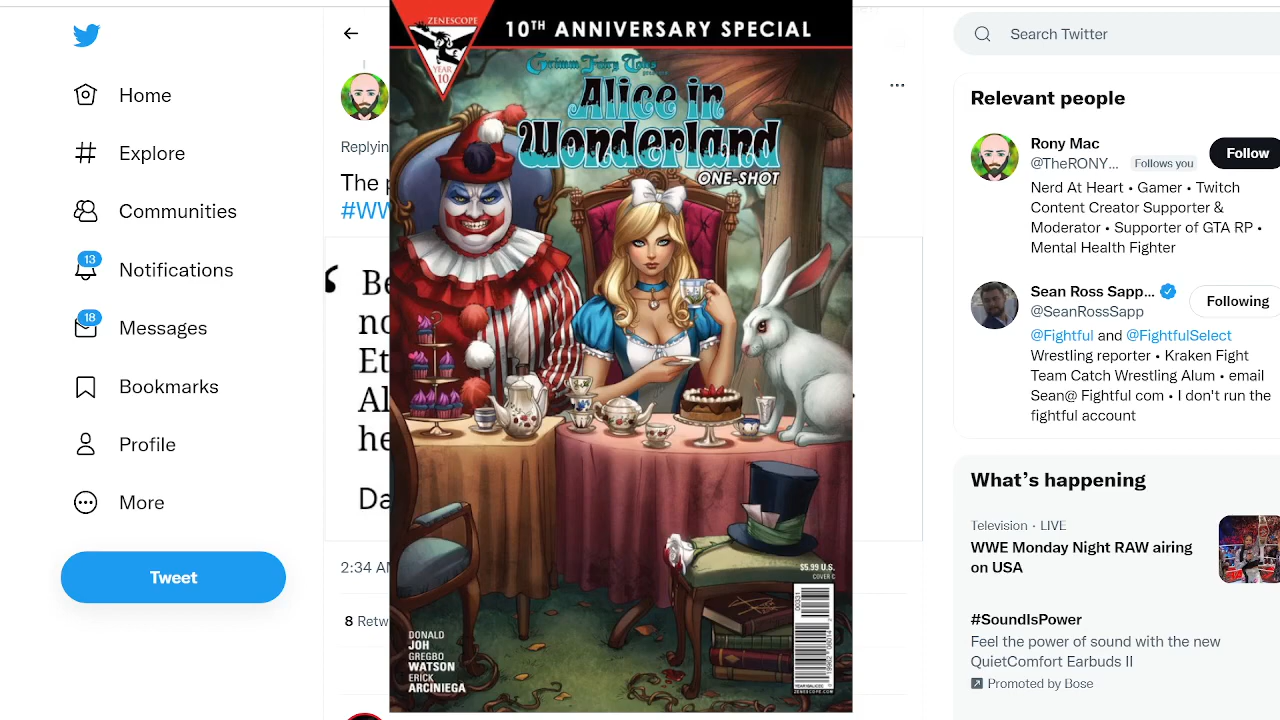 Home
Explore
Communities
13
Notifications
18
Messages
Bookmarks
Profile
More
Tweet
Replyin
The
#WW
Be
no
Et
Al
he
Da
2:34 AM
8 Retw
ZENESCOPE
YEAR
10
10TH ANNIVERSARY SPECIAL
Grimm Fairy Tales
presents
Alice in
Wonderland
ONE-SHOT
$5.99 U.S.
COVER C
DONALD
JOH
GREGBO
WATSON
ERICK
ARCINIEGA
ZENESCOPE.COM
Search Twitter
Relevant people
Rony Mac
@TheRONY... Follows you
Follow
Nerd At Heart • Gamer • Twitch
Content Creator Supporter &
Moderator • Supporter of GTA RP •
Mental Health Fighter
Sean Ross Sapp...
@SeanRossSapp
Following
@Fightful and @FightfulSelect
Wrestling reporter • Kraken Fight
Team Catch Wrestling Alum • email
Sean@ Fightful con • I don't run the
fightful account
What's happening
Television · LIVE
WWE Monday Night RAW airing
on USA
#SoundIsPower
Feel the power of sound with the new
QuietComfort Earbuds II
Promoted by Bose